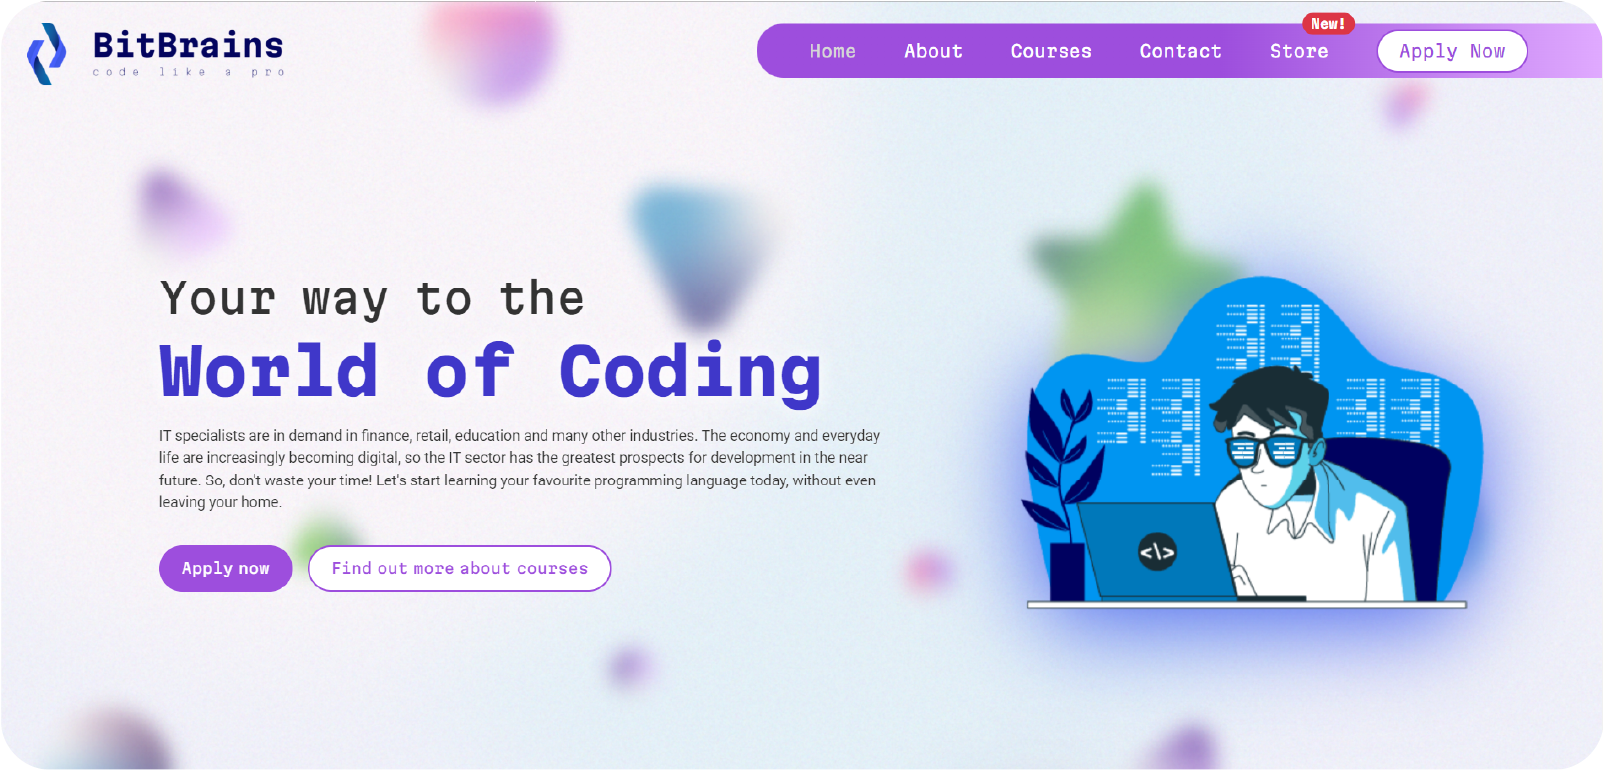 BitBrains
code like a pro
New!
Home About Courses Contact Store Apply Now
Your way to the
World of Coding
IT specialists are in demand in finance, retail, education and many other industries. The economy and everyday
life are increasingly becoming digital, so the IT sector has the greatest prospects for development in the near
future. So, don't waste your time! Let's start learning your favourite programming language today, without even
leaving your home.
Apply now Find out more about courses
</>